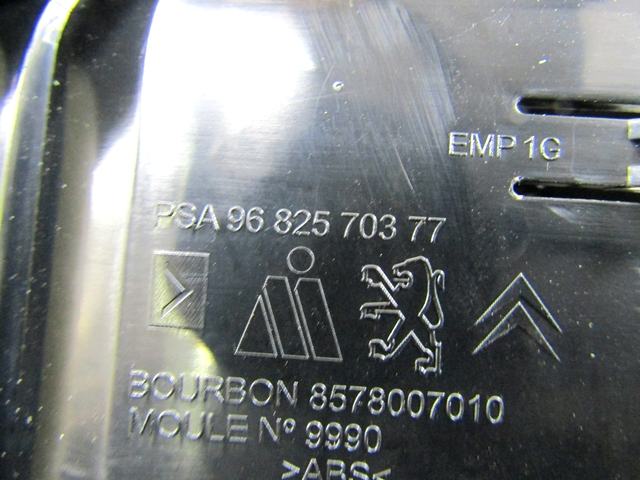 EMP 1G
PSA 96 825 703 77
BOURBON 8578007010
MOULE Nº 9990
>ABS<